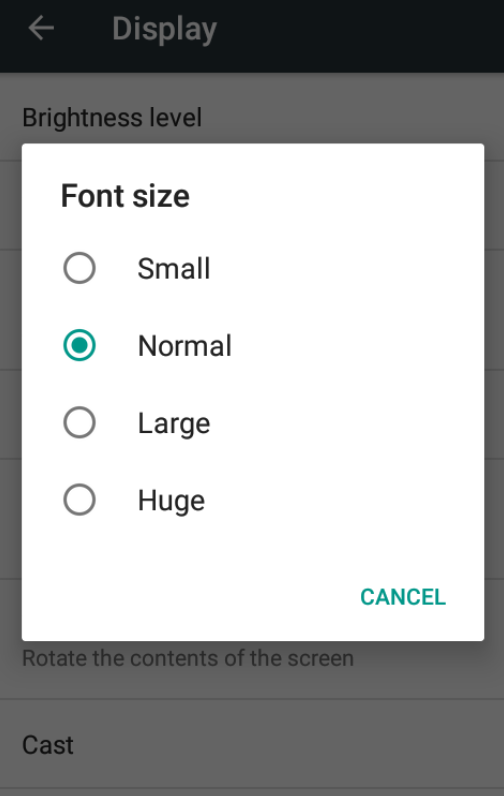 Display
Brightness level
Font size
Small
Normal
Large
Huge
CANCEL
Rotate the contents of the screen
Cast